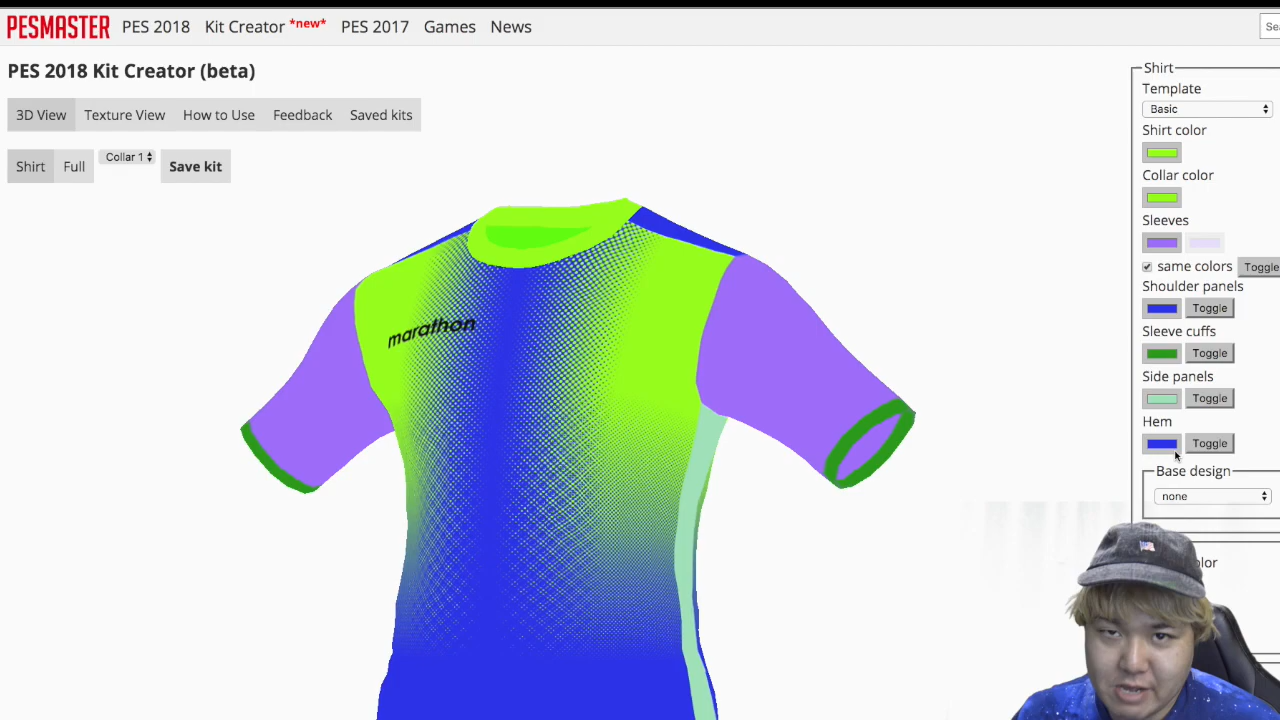 PESMASTER PES 2018 Kit Creator *new* PES 2017 Games News
PES 2018 Kit Creator (beta)
3D View Texture View How to Use Feedback Saved kits
Shirt Full Collar 1 Save kit
marathon
Shirt
Template
Basic
Shirt color
Collar color
Sleeves
same colors Toggle
Shoulder panels
Toggle
Sleeve cuffs
Toggle
Side panels
Toggle
Hem
Toggle
Base design
none